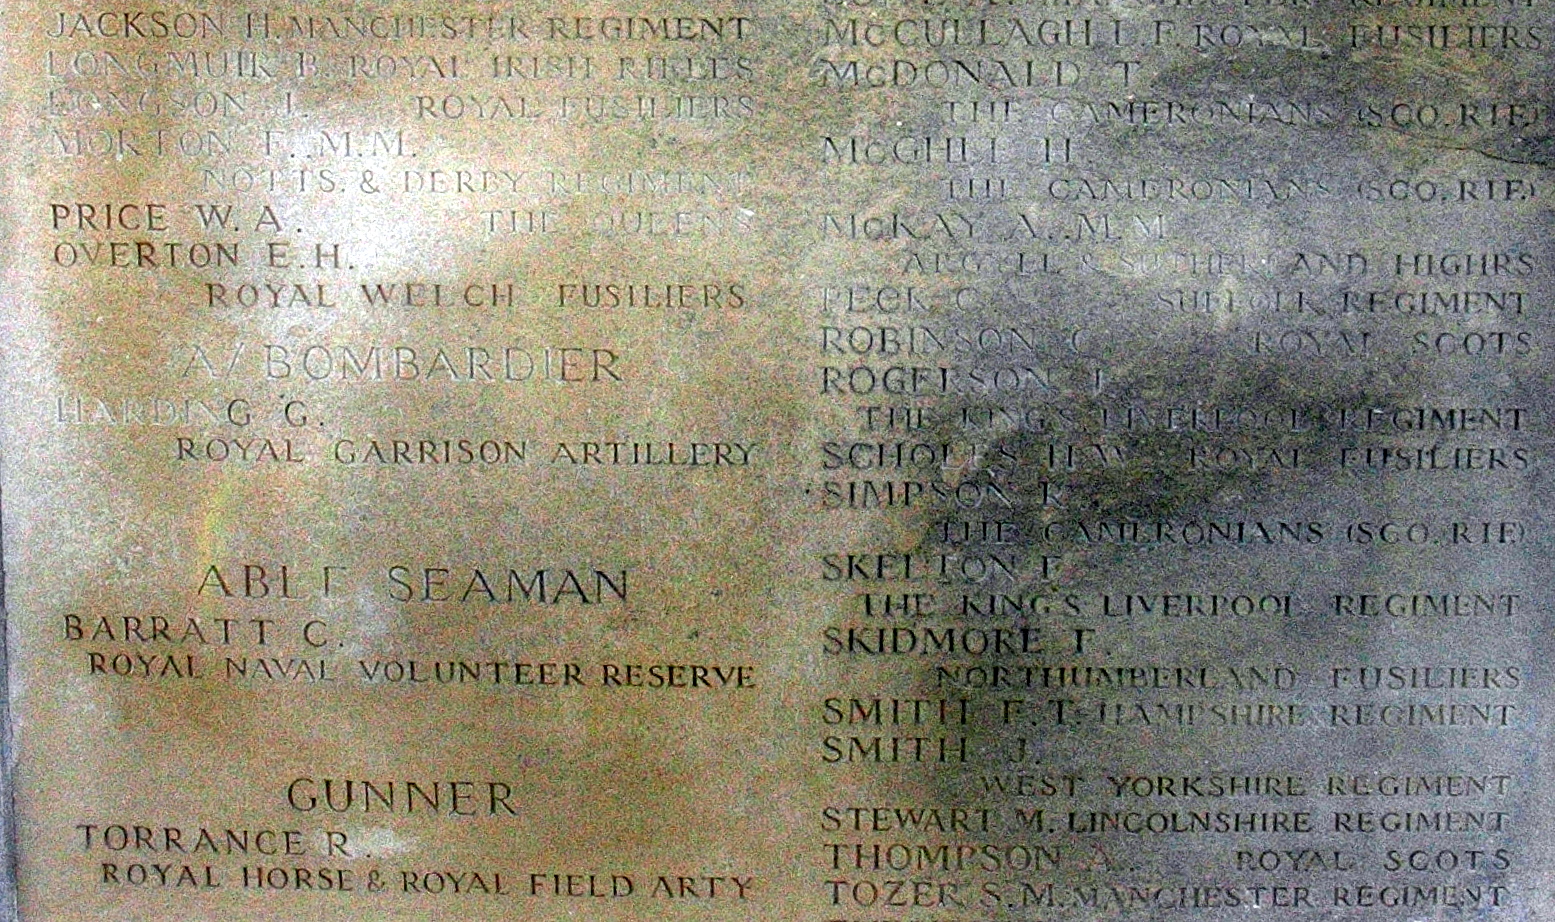 JACKSON H. MANCHESTER REGIMENT
LONGMUIR B. ROYAL IRISH RIFLES
LONGSON J. ROYAL FUSILIERS
MORTON F. M.M.
NOTTS. & DERBY REGIMENT
PRICE W. A. THE QUEEN'S
OVERTON E. H.
ROYAL WELCH FUSILIERS
A/ BOMBARDIER
HARDING G.
ROYAL GARRISON ARTILLERY
ABLE SEAMAN
BARRATT C.
ROYAL NAVAL VOLUNTEER RESERVE
GUNNER
TORRANCE R.
ROYAL HORSE & ROYAL FIELD ARTY
MANCHESTER REGIMENT
McCULLAGH L. F. ROYAL FUSILIERS
McDONALD T.
THE CAMERONIANS (SCO. RIF.)
McGHIE H.
THE CAMERONIANS (SCO. RIF.)
McKAY A. M.M.
ARGYLL & SUTHERLAND HIGHRS
PECK C. SUFFOLK REGIMENT
ROBINSON ROYAL SCOTS
ROGERSON
THE KING'S LIVERPOOL REGIMENT
SCHOLES H. W. ROYAL FUSILIERS
SIMPSON
THE CAMERONIANS (SCO. RIF.)
SKELTON F.
THE KING'S LIVERPOOL REGIMENT
SKIDMORE F.
NORTHUMBERLAND FUSILIERS
SMITH F. T. HAMPSHIRE REGIMENT
SMITH J.
WEST YORKSHIRE REGIMENT
STEWART M. LINCOLNSHIRE REGIMENT
THOMPSON A. ROYAL SCOTS
TOZER S. M. MANCHESTER REGIMENT